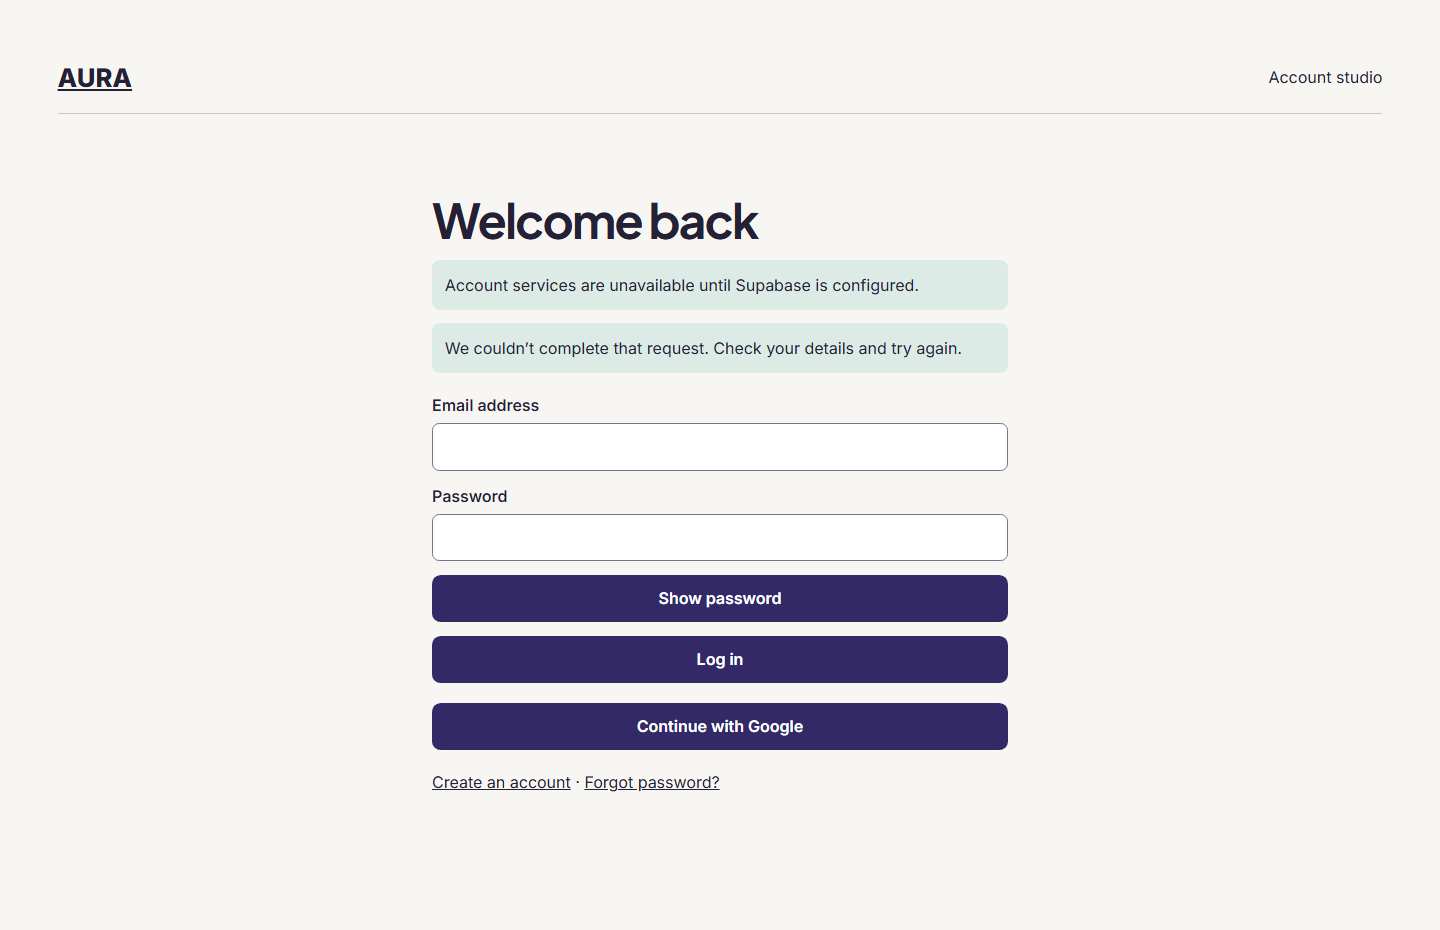 AURA
Account studio
Welcome back
Account services are unavailable until Supabase is configured.
We couldn’t complete that request. Check your details and try again.
Email address
Password
Show password
Log in
Continue with Google
Create an account · Forgot password?